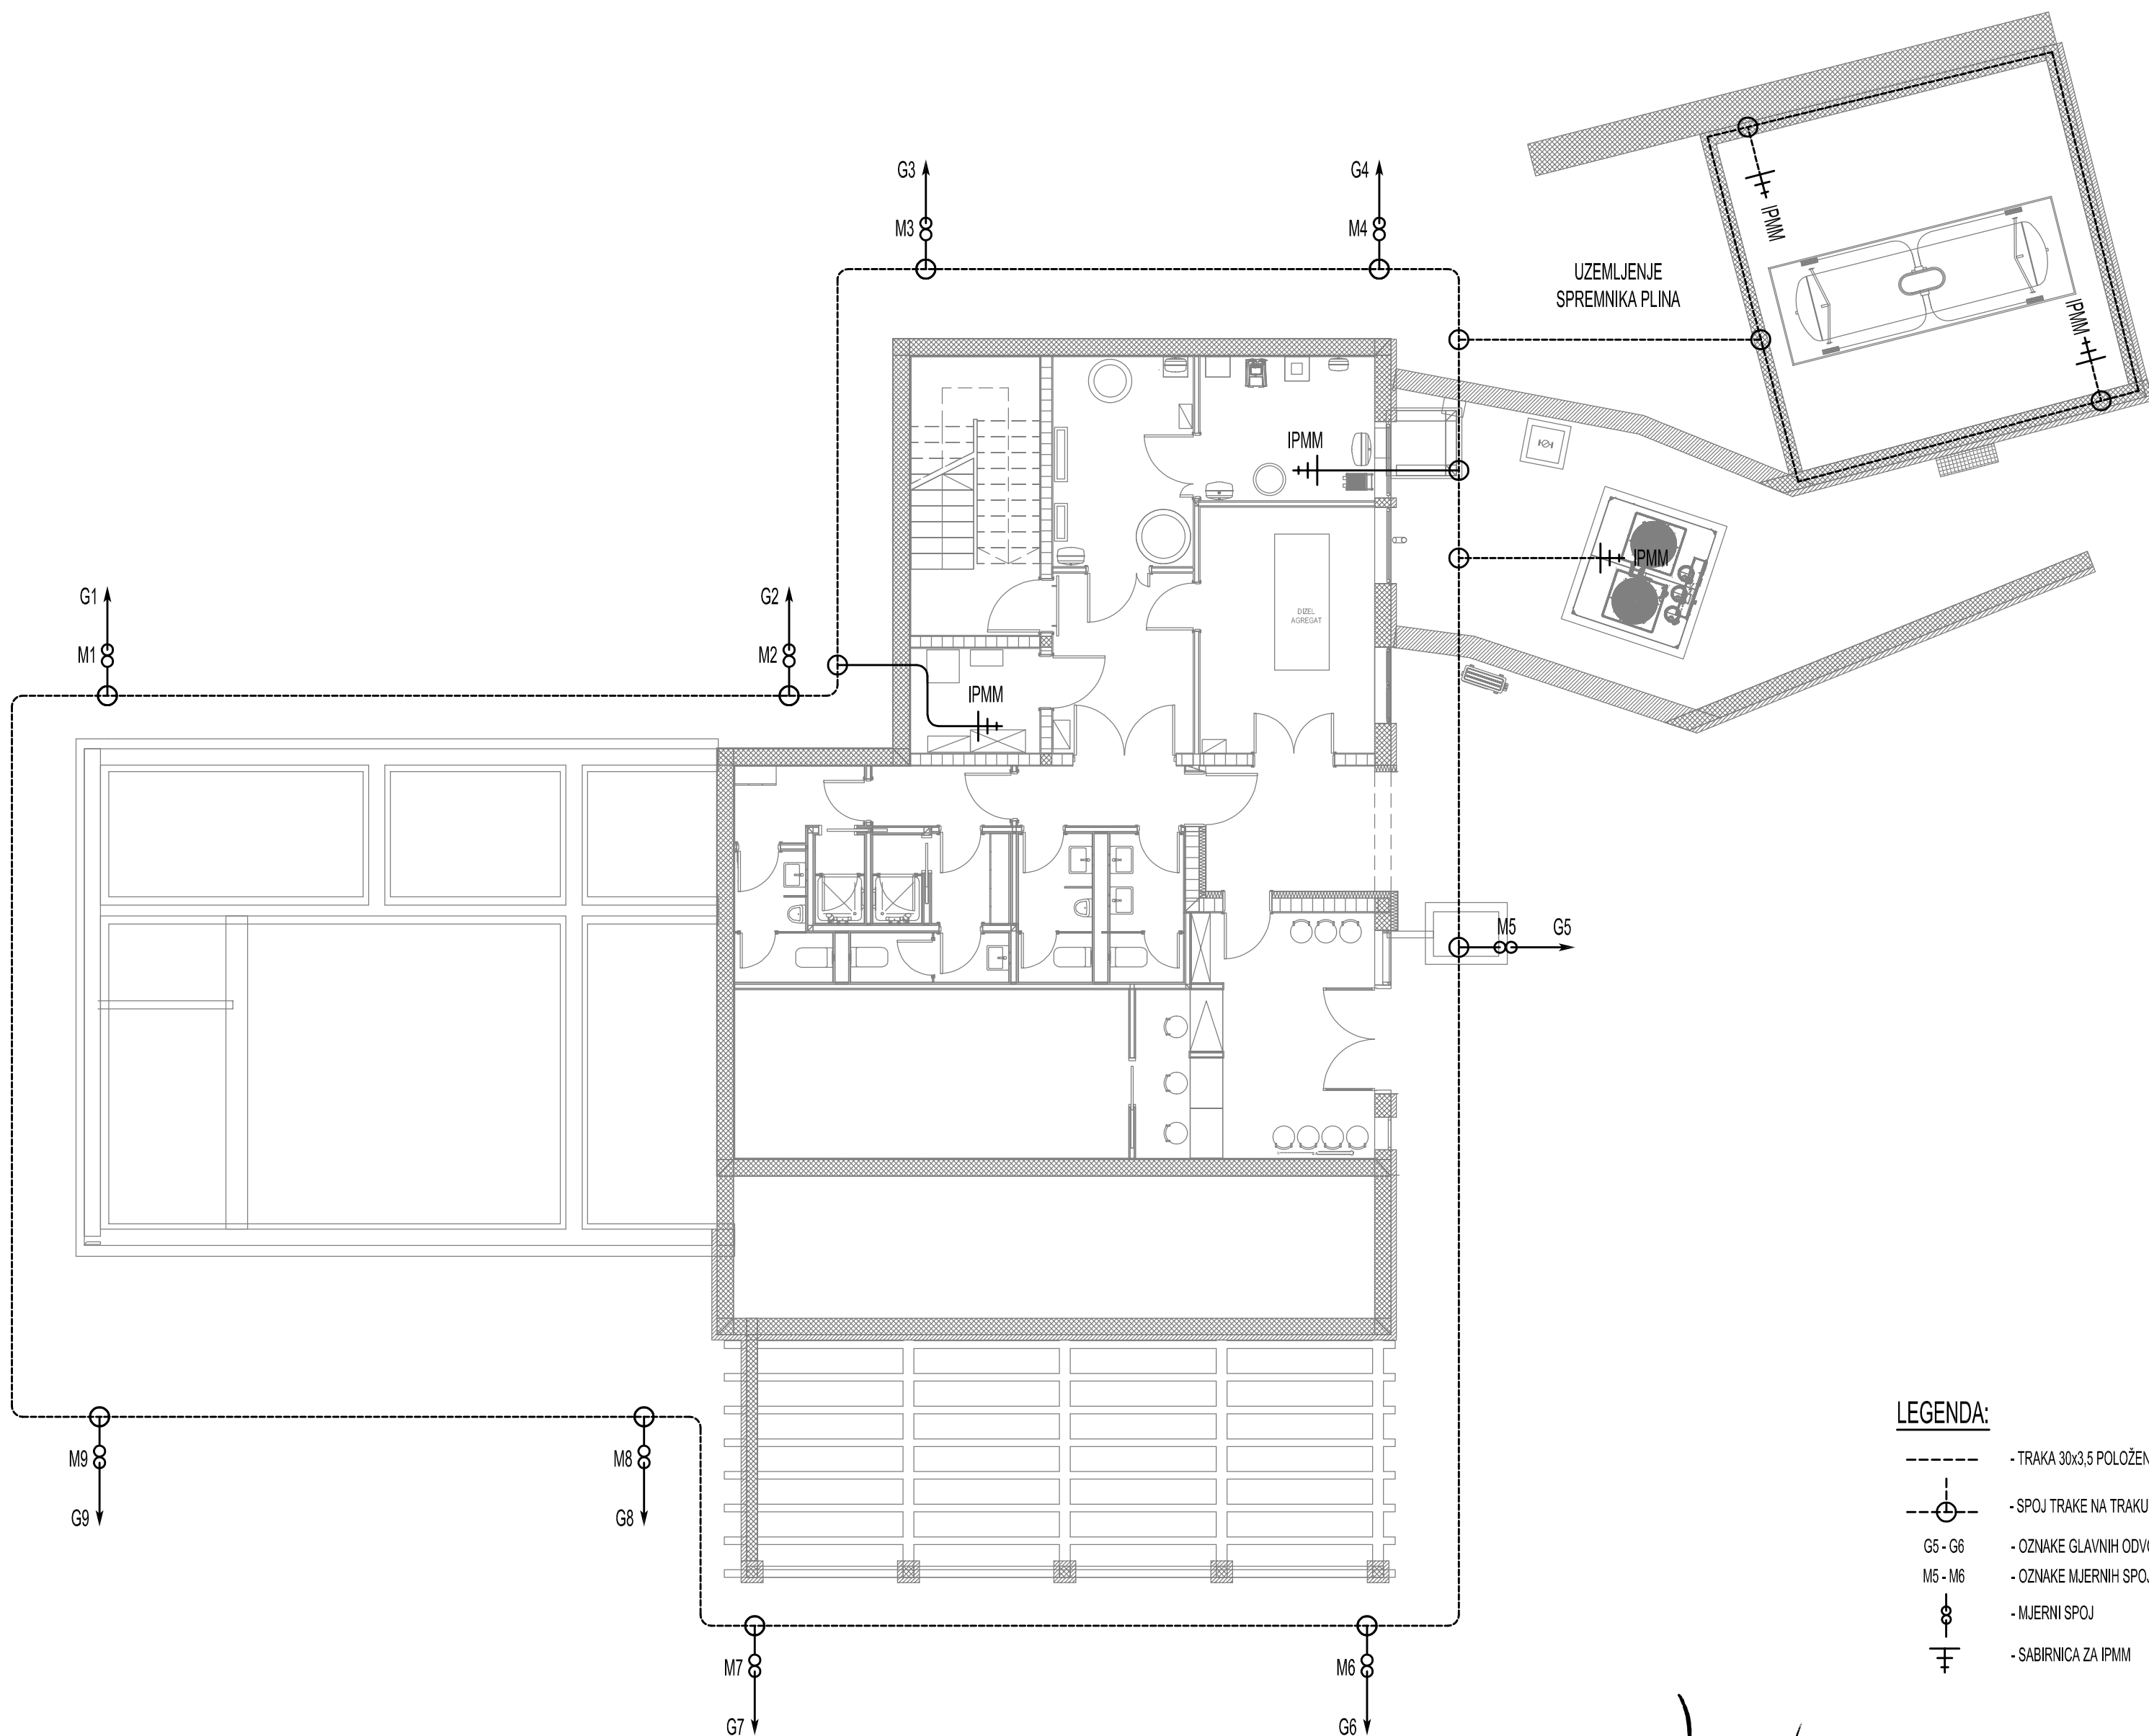 G3
G4
M3
M4
IPMM
UZEMLJENJE
SPREMNIKA PLINA
IPMM
IPMM
IPMM
G1
G2
M1
M2
DIZEL
AGREGAT
IPMM
M5
G5
LEGENDA:
- TRAKA 30x3,5 POLOŽEN
- SPOJ TRAKE NA TRAKU
G5 - G6 - OZNAKE GLAVNIH ODVO
M5 - M6 - OZNAKE MJERNIH SPOJ
- MJERNI SPOJ
- SABIRNICA ZA IPMM
M9
M8
G9
G8
M7
M6
G7
G6